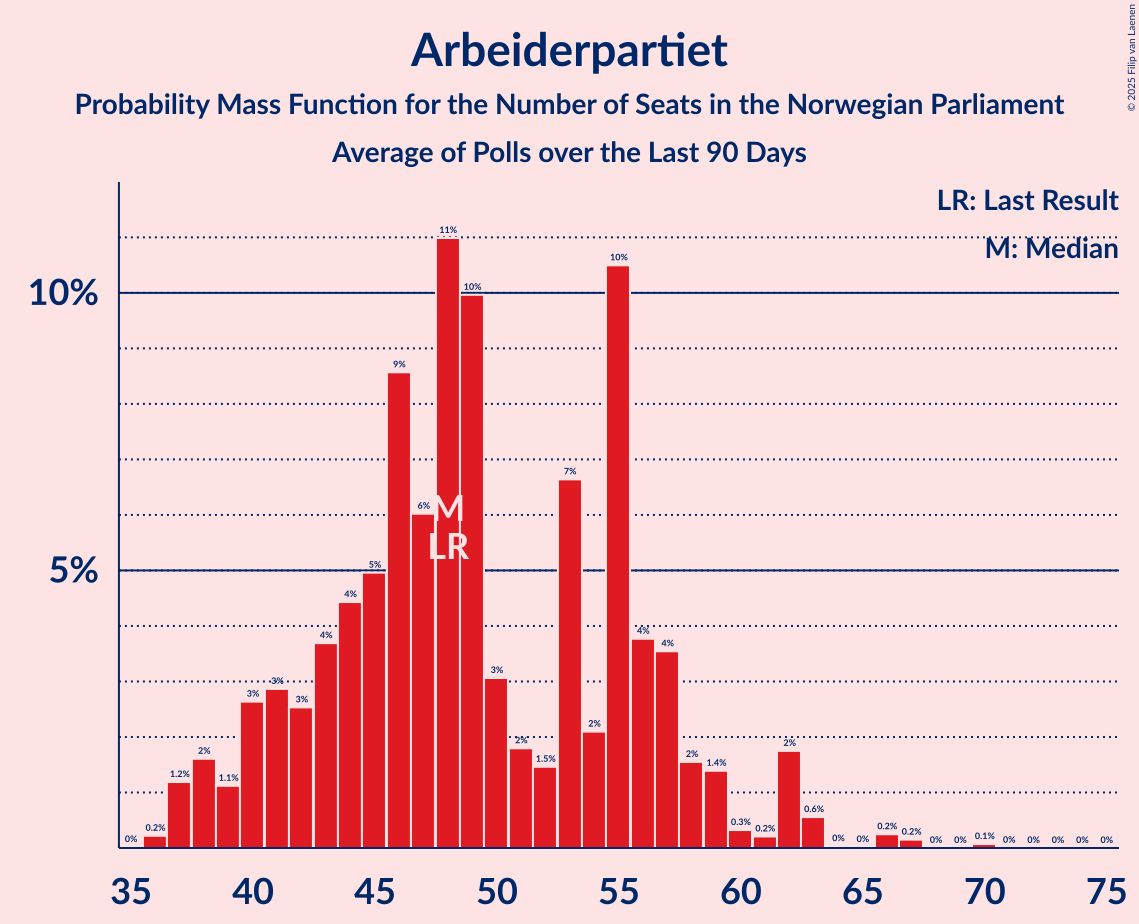 Arbeiderpartiet
Probability Mass Function for the Number of Seats in the Norwegian Parliament
Average of Polls over the Last 90 Days
© 2025 Filip van Laenen
LR: Last Result
M: Median
10%
5%
0% 0.2% 1.2% 2% 1.1% 3% 3% 3% 4% 4% 5% 9% 6% 11% 10% 3% 2% 1.5% 7% 2% 10% 4% 4% 2% 1.4% 0.3% 0.2% 2% 0.6% 0% 0% 0.2% 0.2% 0% 0% 0.1% 0% 0% 0% 0% 0%
M
LR
35 40 45 50 55 60 65 70 75